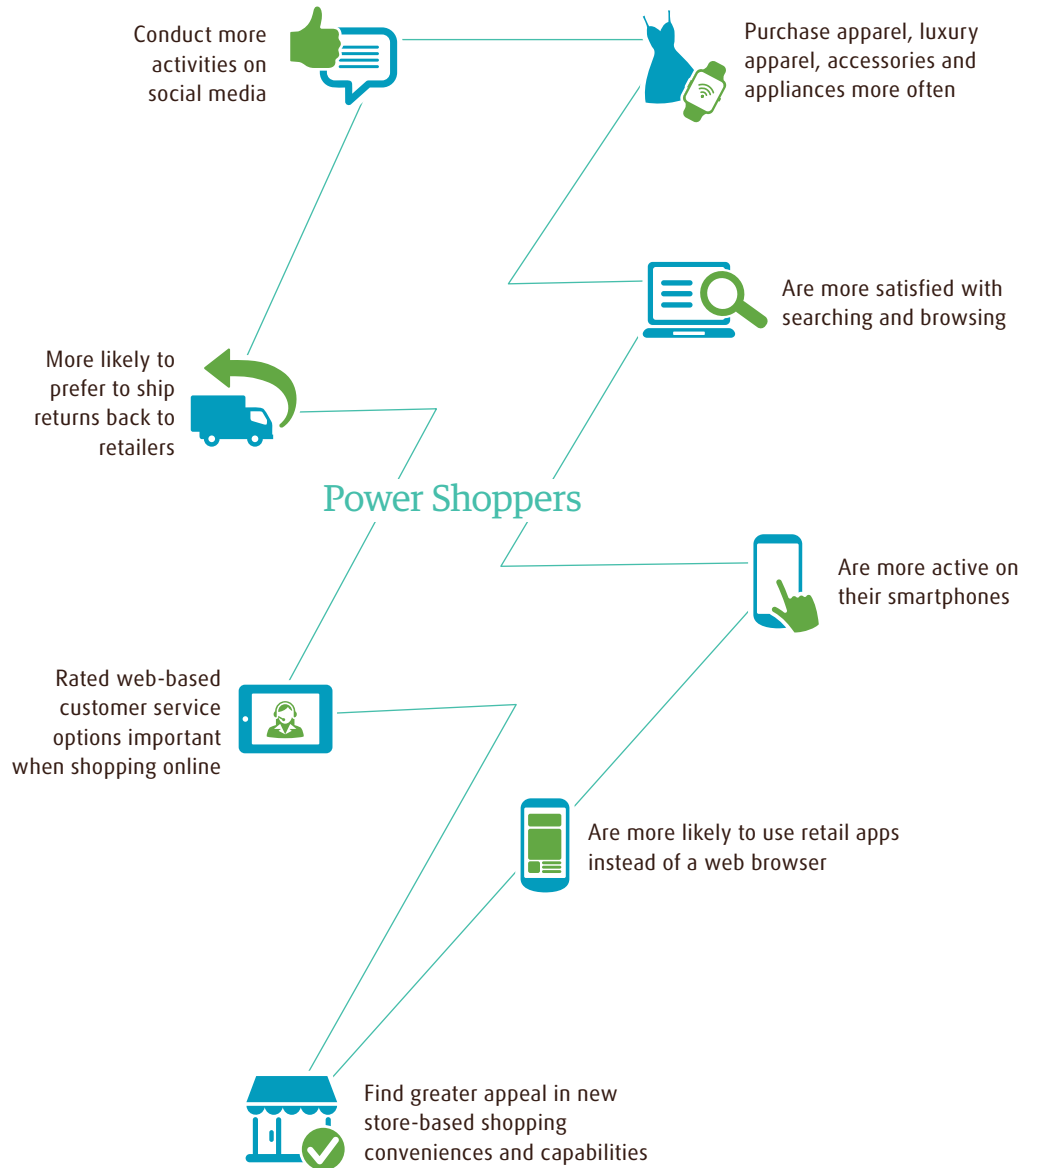 Conduct more
activities on
social media
Purchase apparel, luxury
apparel, accessories and
appliances more often
Are more satisfied with
searching and browsing
More likely to
prefer to ship
returns back to
retailers
Power Shoppers
Are more active on
their smartphones
Rated web-based
customer service
options important
when shopping online
Are more likely to use retail apps
instead of a web browser
Find greater appeal in new
store-based shopping
conveniences and capabilities